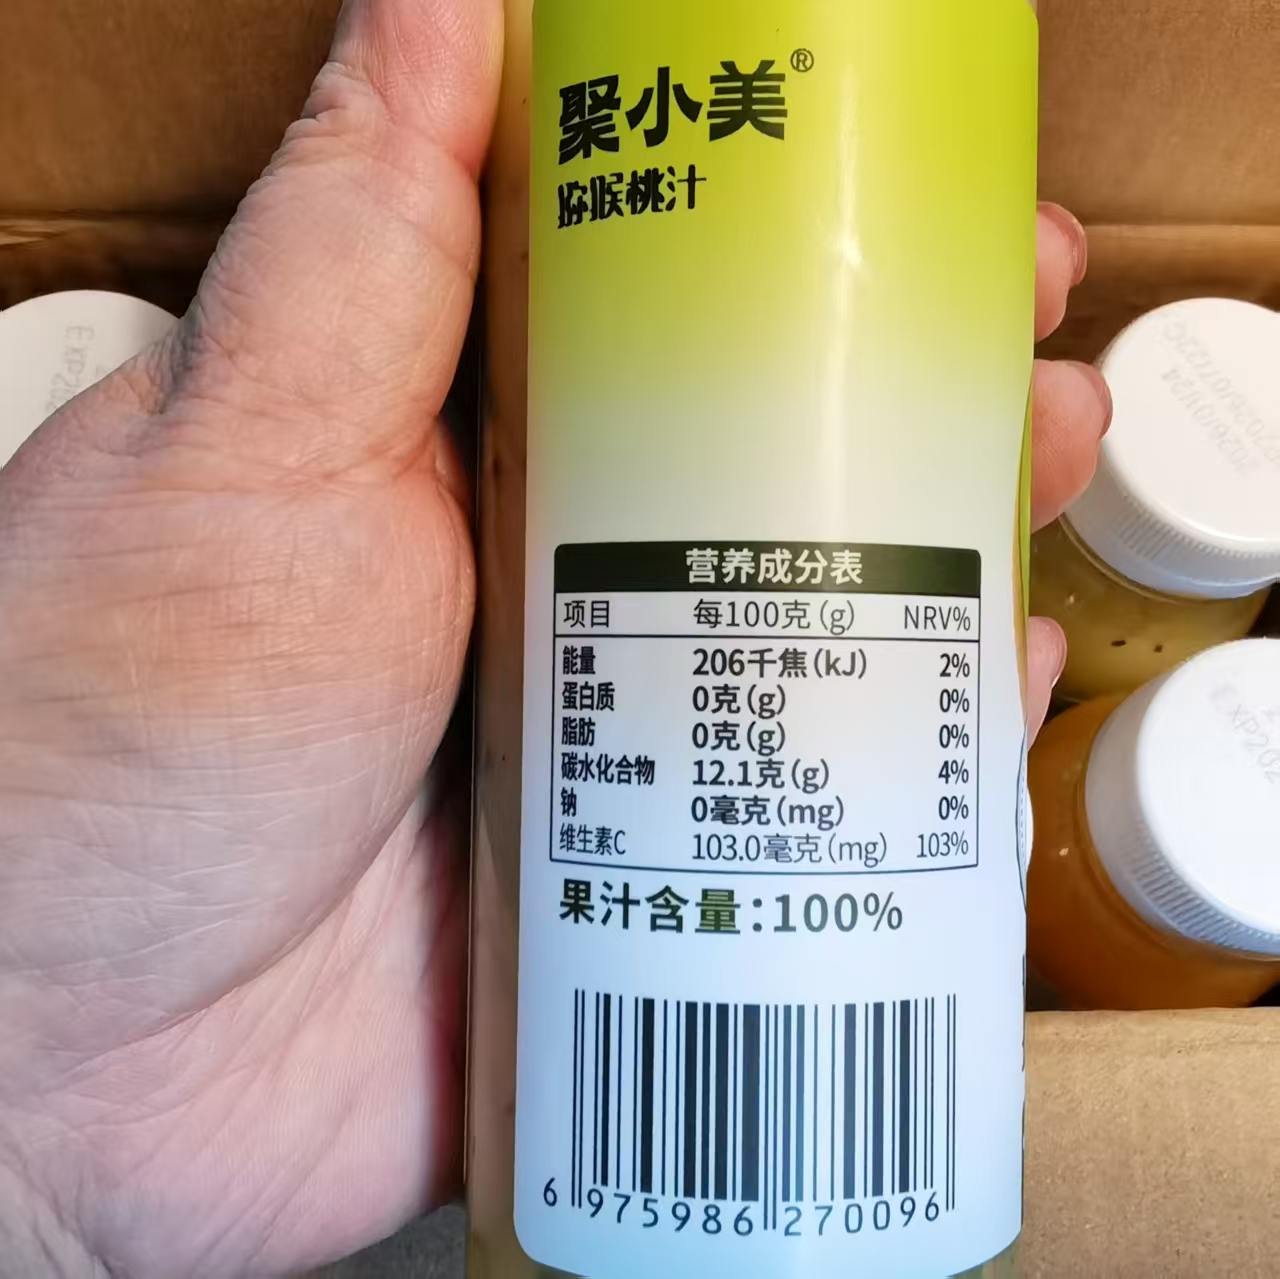 聚小美®
猕猴桃汁
营养成分表
项目 每100克(g) NRV%
能量 206千焦(kJ) 2%
蛋白质 0克(g) 0%
脂肪 0克(g) 0%
碳水化合物 12.1克(g) 4%
钠 0毫克(mg) 0%
维生素C 103.0毫克(mg) 103%
果汁含量:100%
6 975986 270096